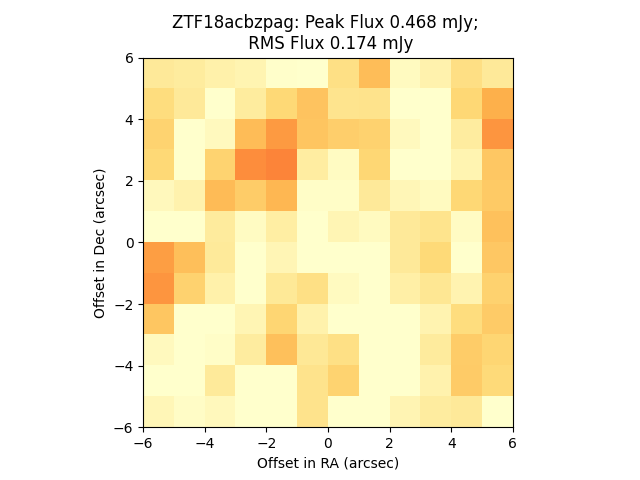 ZTF18acbzpag: Peak Flux 0.468 mJy;
RMS Flux 0.174 mJy
6
4
2
0
−2
−4
−6
Offset in Dec (arcsec)
−6 −4 −2 0 2 4 6
Offset in RA (arcsec)